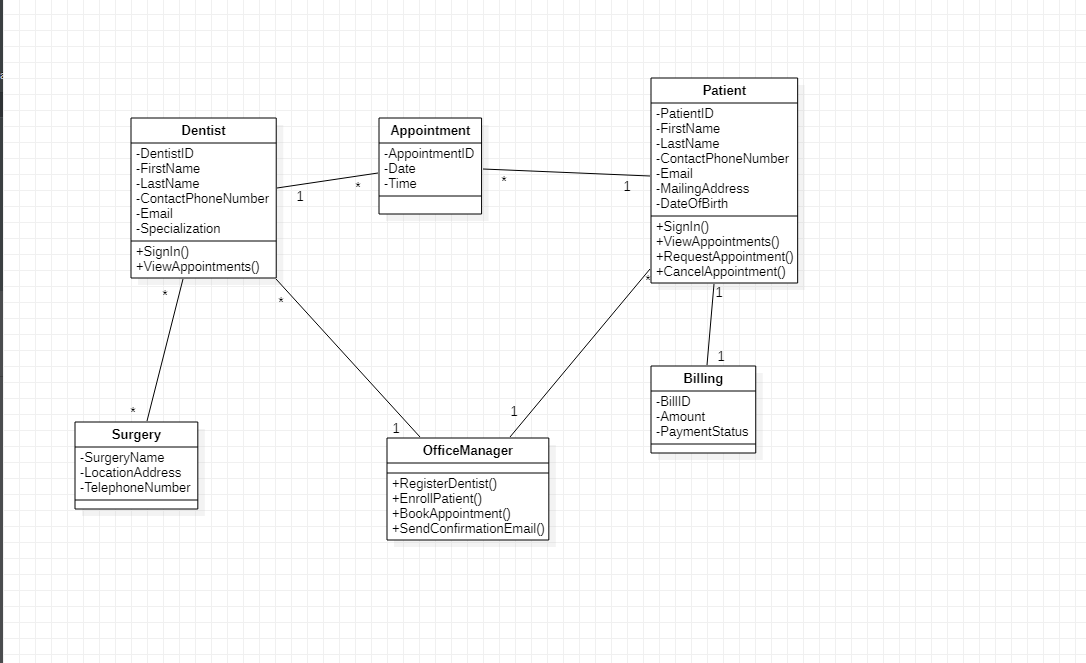 Dentist
-DentistID
-FirstName
-LastName
-ContactPhoneNumber
-Email
-Specialization
+SignIn()
+ViewAppointments()
1
*
Appointment
-AppointmentID
-Date
-Time
*
1
Patient
-PatientID
-FirstName
-LastName
-ContactPhoneNumber
-Email
-MailingAddress
-DateOfBirth
+SignIn()
+ViewAppointments()
+RequestAppointment()
+CancelAppointment()
*
*
*
1
1
*
1
1
Surgery
-SurgeryName
-LocationAddress
-TelephoneNumber
OfficeManager
+RegisterDentist()
+EnrollPatient()
+BookAppointment()
+SendConfirmationEmail()
Billing
-BillID
-Amount
-PaymentStatus